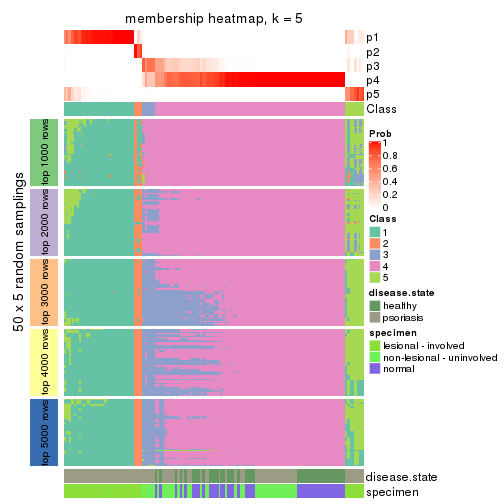 membership heatmap, k = 5
p1
p2
p3
p4
p5
Class
50 x 5 random samplings
top 1000 rows
top 2000 rows
top 3000 rows
top 4000 rows
top 5000 rows
Prob
1
0.8
0.6
0.4
0.2
0
Class
1
2
3
4
5
disease.state
healthy
psoriasis
specimen
lesional - involved
non-lesional - uninvolved
normal
disease.state
specimen